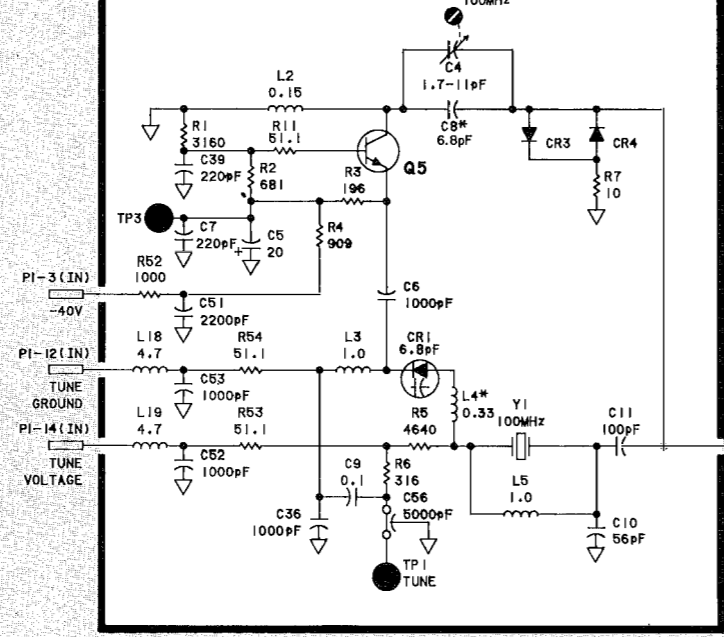 100MHz
C4
1.7-11pF
L2
0.15
C8*
6.8pF
R1
3160
R11
51.1
CR3
CR4
C39
220pF
R2
681
R3
196
Q5
R7
10
TP3
C7
220pF
C5
20
R4
909
P1-3(IN)
-40V
R52
1000
C51
2200pF
C6
1000pF
P1-12(IN)
TUNE
GROUND
L18
4.7
R54
51.1
L3
1.0
CR1
6.8pF
C53
1000pF
L4*
0.33
P1-14(IN)
TUNE
VOLTAGE
L19
4.7
R53
51.1
R5
4640
Y1
100MHz
C11
100pF
C52
1000pF
C9
0.1
R6
316
L5
1.0
C36
1000pF
C56
5000pF
C10
56pF
TP1
TUNE